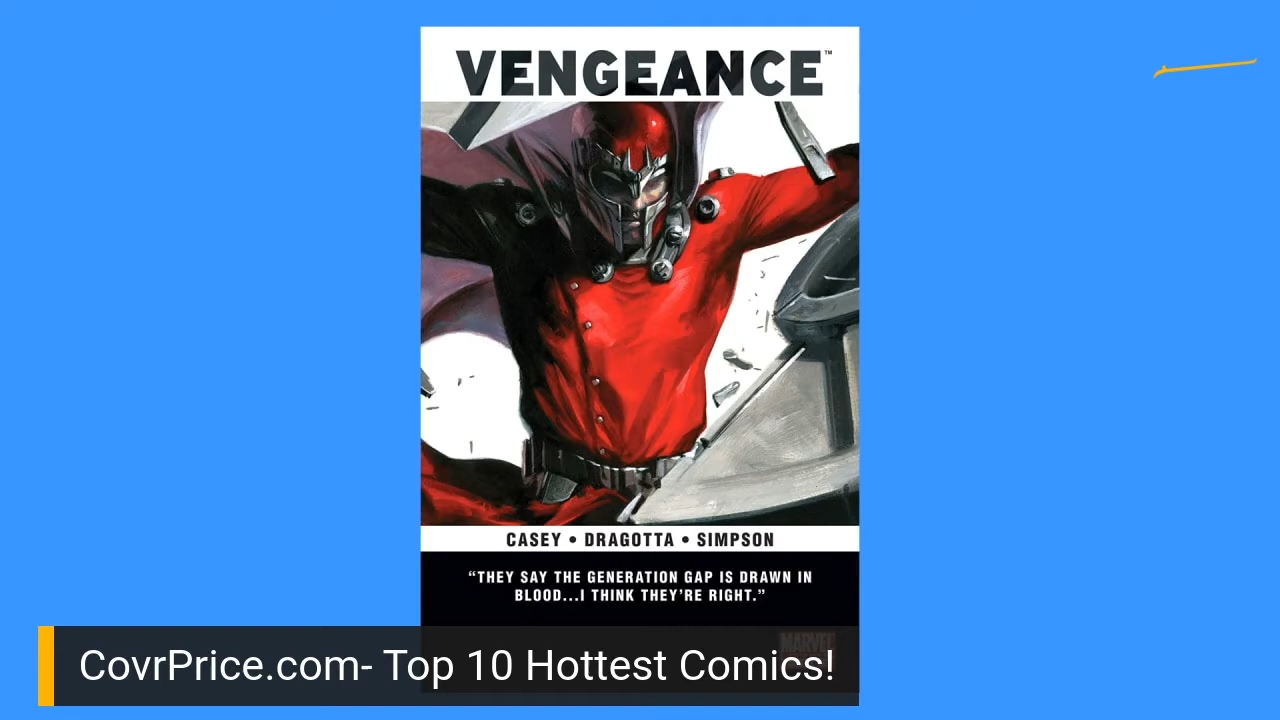 VENGEANCE™
CASEY • DRAGOTTA • SIMPSON
“THEY SAY THE GENERATION GAP IS DRAWN IN
BLOOD...I THINK THEY’RE RIGHT.”
MARVEL
CovrPrice.com- Top 10 Hottest Comics!